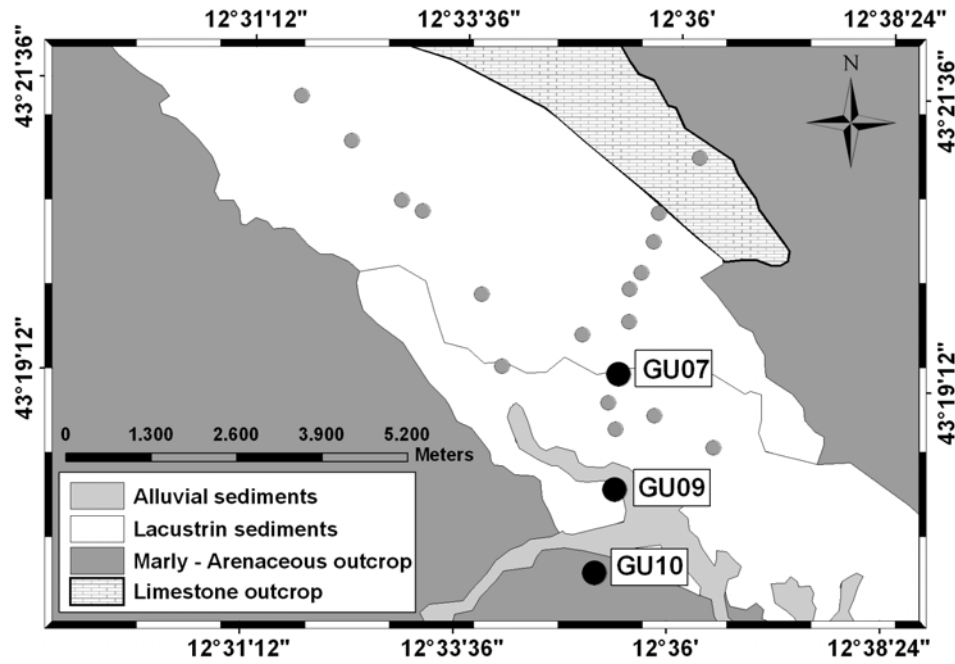 12°31'12" 12°33'36" 12°36" 12°38'24"
43°21'36"
43°21'36"
N
43°19'12"
43°19'12"
GU07
0 1.300 2.600 3.900 5.200
Meters
GU09
Alluvial sediments
Lacustrin sediments
Marly - Arenaceous outcrop
Limestone outcrop
GU10
12°31'12" 12°33'36" 12°36" 12°38'24"